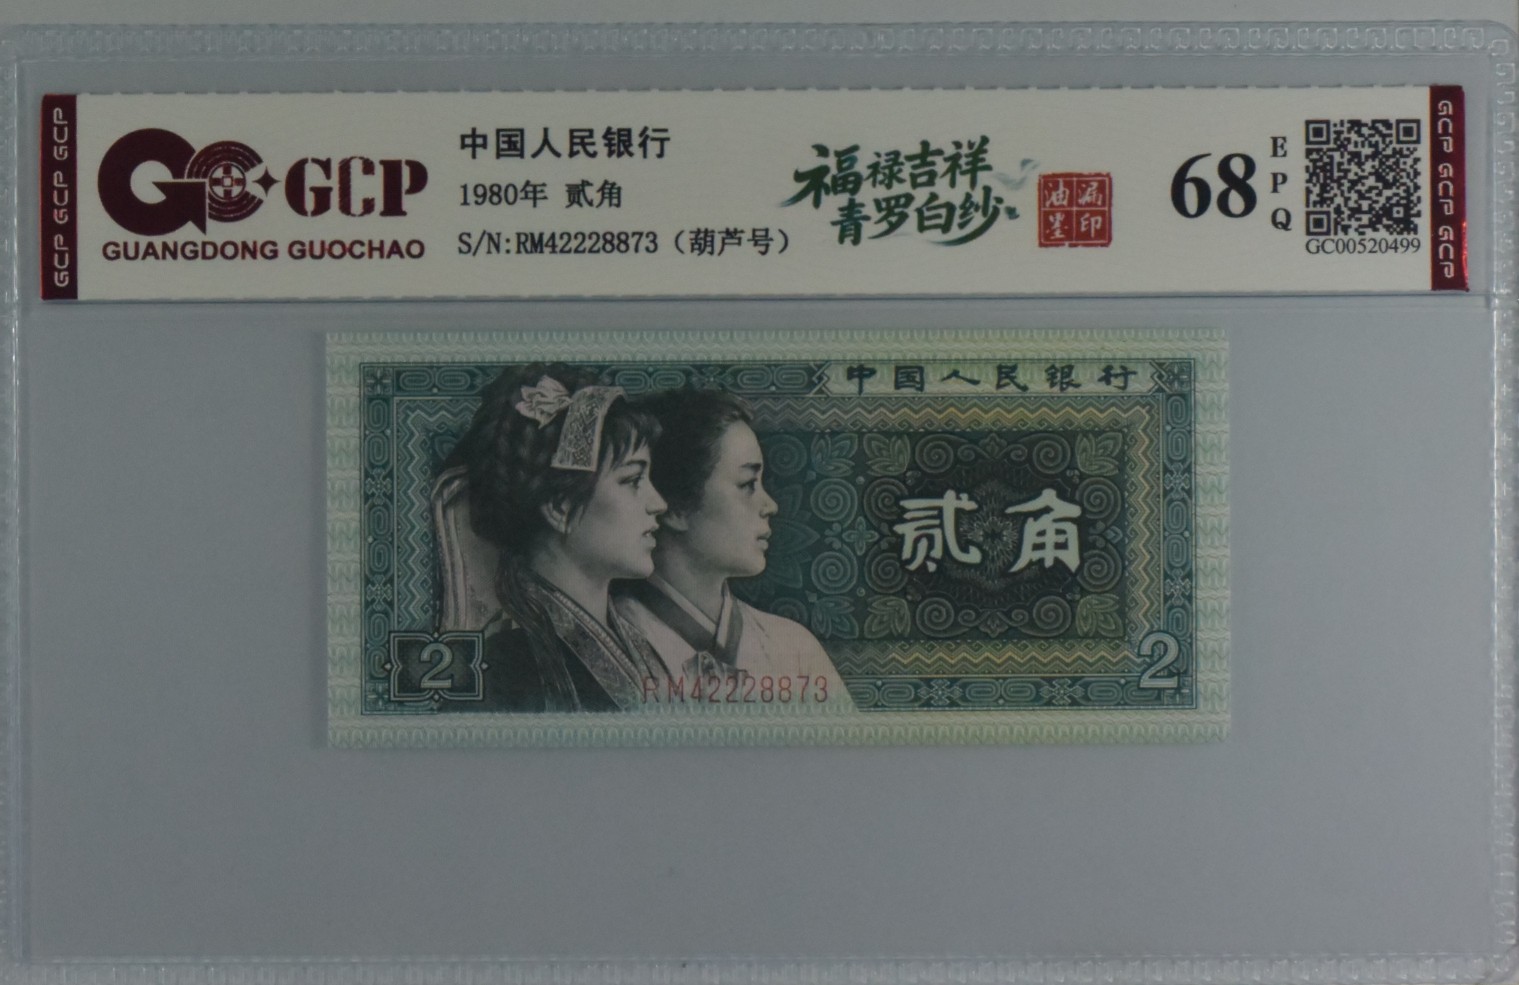 GCP GCP GCP
GCP
GUANGDONG GUOCHAO
中国人民银行
1980年 贰角
S/N:RM42228873（葫芦号）
福禄吉祥
青罗白纱
漏印
油墨
68
EPQ
GC00520499
GCP GCP GCP
中国人民银行
贰角
2
2
RM42228873